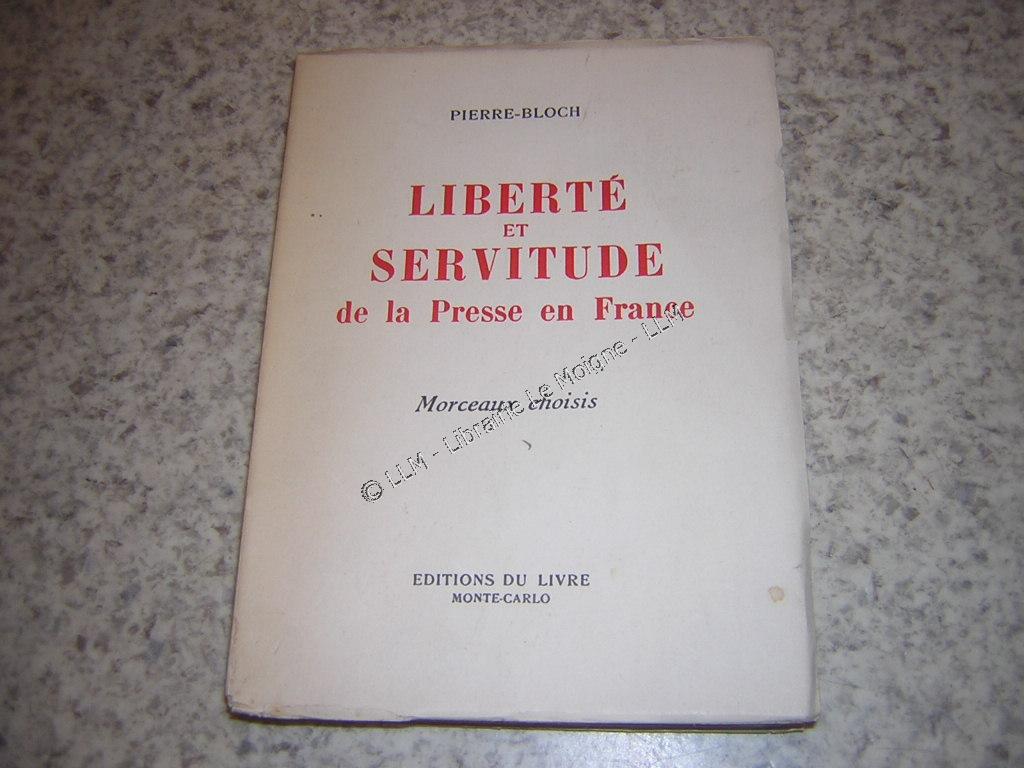 PIERRE-BLOCH
LIBERTÉ
ET
SERVITUDE
de la Presse en France
Morceaux choisis
© LLM - Librairie Le Moigne - LLM
EDITIONS DU LIVRE
MONTE-CARLO